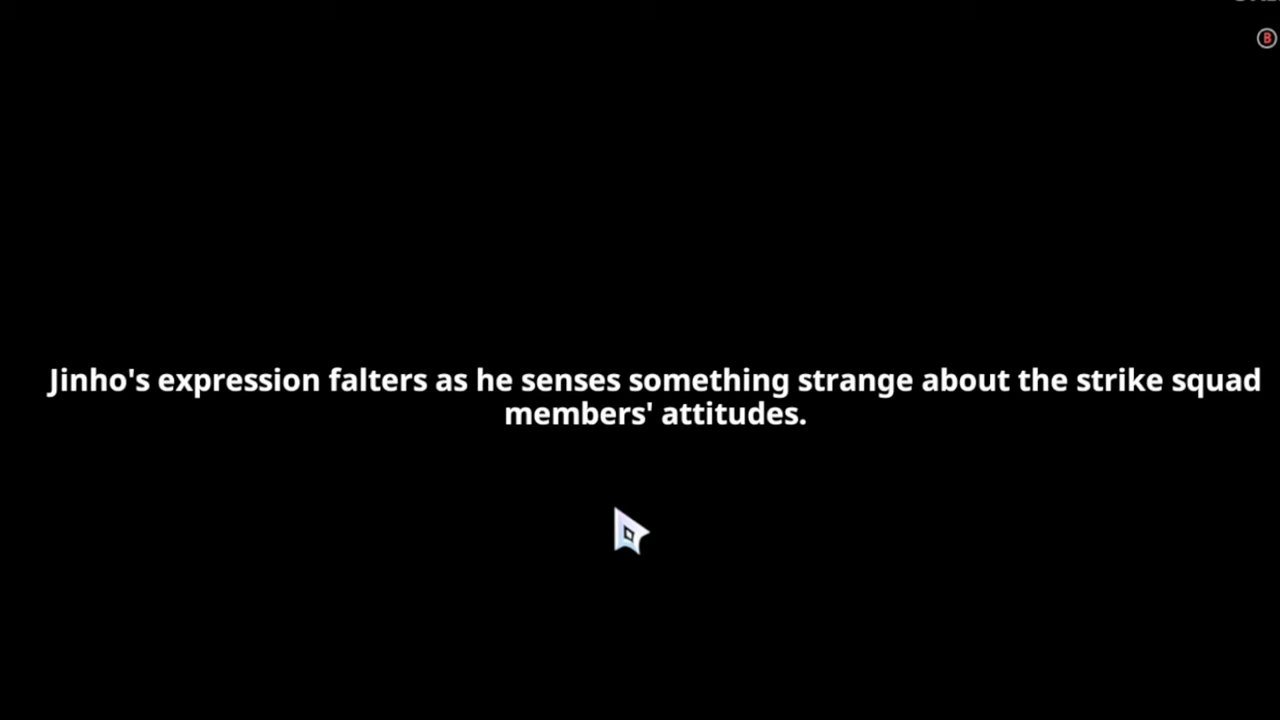 B
Jinho's expression falters as he senses something strange about the strike squad
members' attitudes.